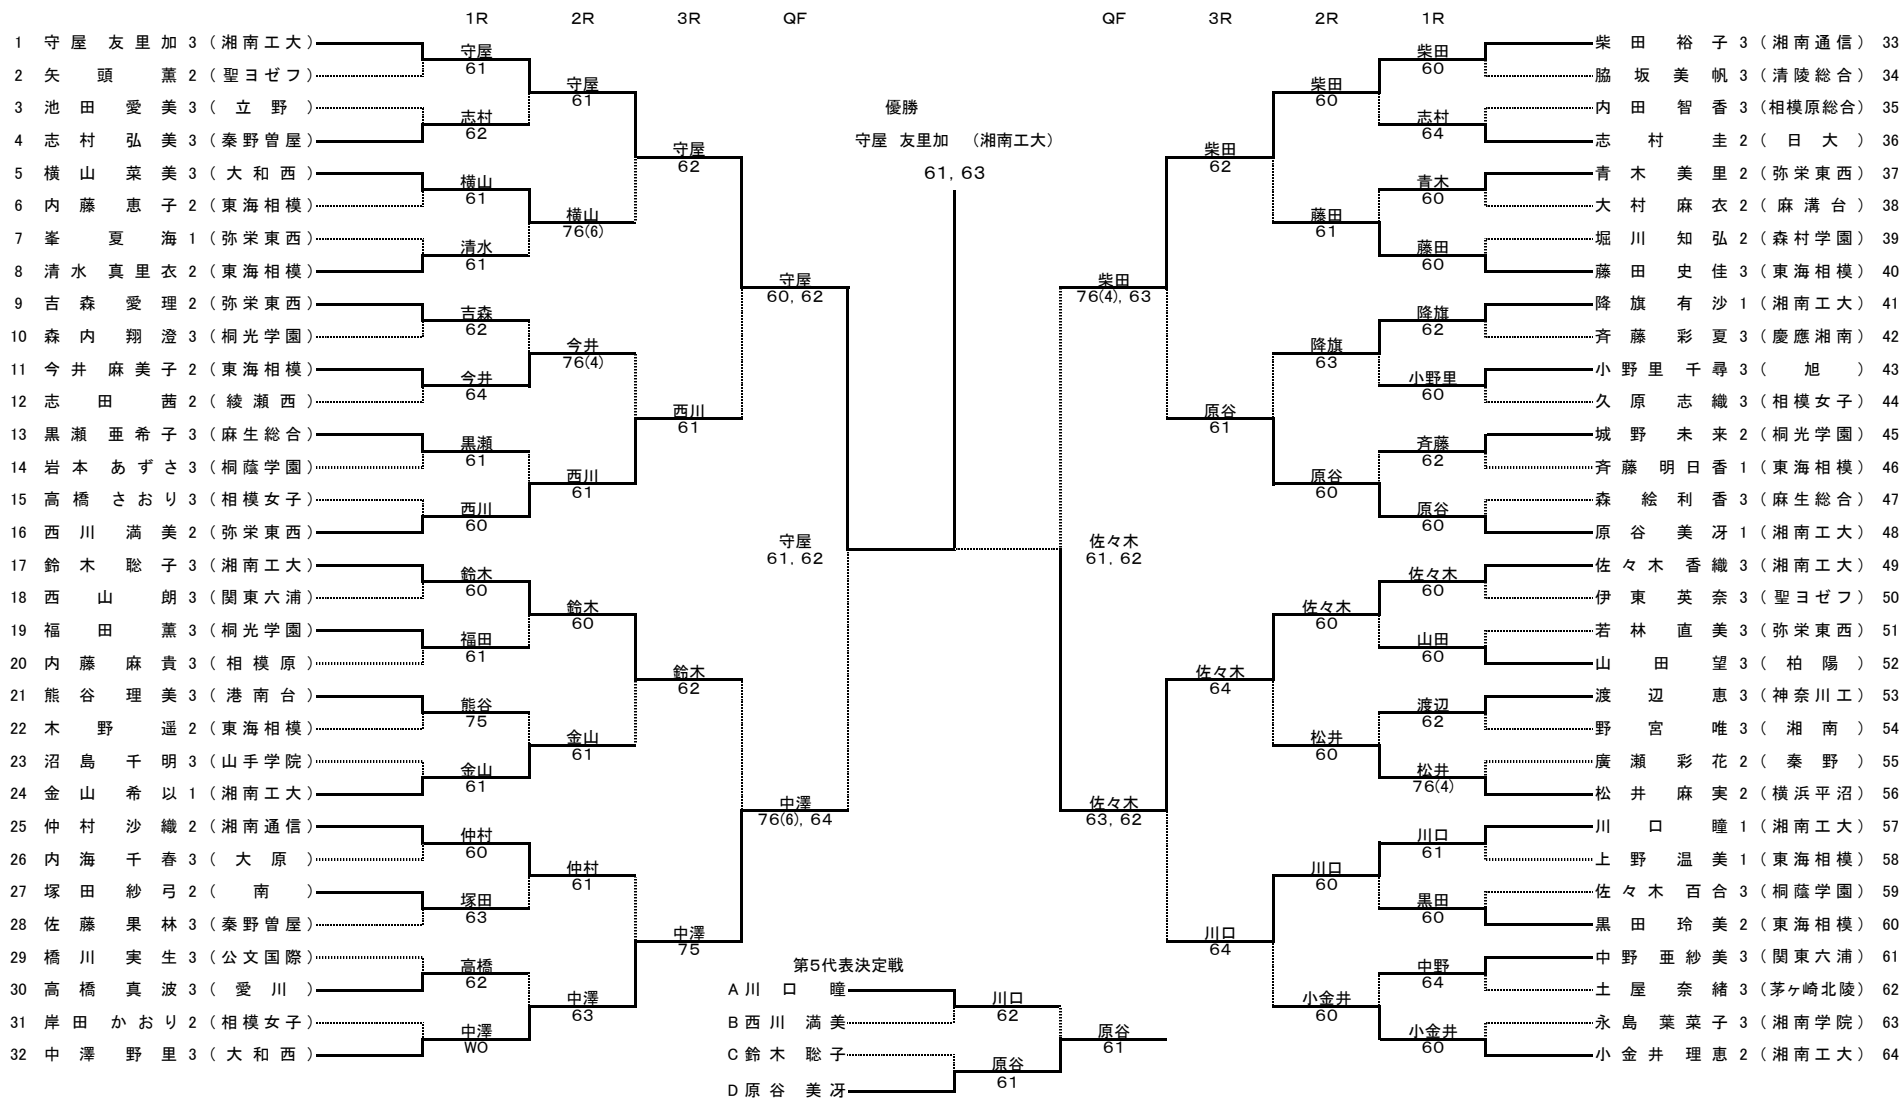 1R 2R 3R QF QF 3R 2R 1R
1 守屋 友里加 3 (湘南工大)
2 矢頭 薫 2 (聖ヨゼフ)
3 池田 愛美 3 (立野)
4 志村 弘美 3 (秦野曽屋)
5 横山 菜美 3 (大和西)
6 内藤 恵子 2 (東海相模)
7 峯 夏海 1 (弥栄東西)
8 清水 真里衣 2 (東海相模)
9 吉森 愛理 2 (弥栄東西)
10 森内 翔澄 3 (桐光学園)
11 今井 麻美子 2 (東海相模)
12 志田 茜 2 (綾瀬西)
13 黒瀬 亜希子 3 (麻生総合)
14 岩本 あずさ 3 (桐蔭学園)
15 高橋 さおり 3 (相模女子)
16 西川 満美 2 (弥栄東西)
17 鈴木 聡子 3 (湘南工大)
18 西山 朗 3 (関東六浦)
19 福田 薫 3 (桐光学園)
20 内藤 麻貴 3 (相模原)
21 熊谷 理美 3 (港南台)
22 木野 遥 2 (東海相模)
23 沼島 千明 3 (山手学院)
24 金山 希以 1 (湘南工大)
25 仲村 沙織 2 (湘南通信)
26 内海 千春 3 (大原)
27 塚田 紗弓 2 (南)
28 佐藤 果林 3 (秦野曽屋)
29 橋川 実生 3 (公文国際)
30 高橋 真波 3 (愛川)
31 岸田 かおり 2 (相模女子)
32 中澤 野里 3 (大和西)
守屋
61
志村
62
横山
61
清水
61
吉森
62
今井
64
黒瀬
61
西川
60
鈴木
60
福田
61
熊谷
75
金山
61
仲村
60
塚田
63
高橋
62
中澤
WO
守屋
61
横山
76(6)
今井
76(4)
西川
61
鈴木
60
金山
61
仲村
61
中澤
63
守屋
62
西川
61
鈴木
62
中澤
75
守屋
60, 62
中澤
76(6), 64
守屋
61, 62
優勝
守屋 友里加 (湘南工大)
61, 63
佐々木
61, 62
柴田
76(4), 63
佐々木
63, 62
柴田
62
原谷
61
佐々木
64
川口
64
柴田
60
藤田
61
降旗
63
原谷
60
佐々木
60
松井
60
川口
60
小金井
60
柴田
60
志村
64
青木
60
藤田
60
降旗
62
小野里
60
斉藤
62
原谷
60
佐々木
60
山田
60
渡辺
62
松井
76(4)
川口
61
黒田
60
中野
64
小金井
60
柴田 裕子 3 (湘南通信) 33
脇坂 美帆 3 (清陵総合) 34
内田 智香 3 (相模原総合) 35
志村 圭 2 (日大) 36
青木 美里 2 (弥栄東西) 37
大村 麻衣 2 (麻溝台) 38
堀川 知弘 2 (森村学園) 39
藤田 史佳 3 (東海相模) 40
降旗 有沙 1 (湘南工大) 41
斉藤 彩夏 3 (慶應湘南) 42
小野里 千尋 3 (旭) 43
久原 志織 3 (相模女子) 44
城野 未来 2 (桐光学園) 45
斉藤 明日香 1 (東海相模) 46
森 絵利香 3 (麻生総合) 47
原谷 美冴 1 (湘南工大) 48
佐々木 香織 3 (湘南工大) 49
伊東 英奈 3 (聖ヨゼフ) 50
若林 直美 3 (弥栄東西) 51
山田 望 3 (柏陽) 52
渡辺 恵 3 (神奈川工) 53
野宮 唯 3 (湘南) 54
廣瀬 彩花 2 (秦野) 55
松井 麻実 2 (横浜平沼) 56
川口 瞳 1 (湘南工大) 57
上野 温美 1 (東海相模) 58
佐々木 百合 3 (桐蔭学園) 59
黒田 玲美 2 (東海相模) 60
中野 亜紗美 3 (関東六浦) 61
土屋 奈緒 3 (茅ヶ崎北陵) 62
永島 葉菜子 3 (湘南学院) 63
小金井 理恵 2 (湘南工大) 64
第5代表決定戦
A 川口 瞳
B 西川 満美
C 鈴木 聡子
D 原谷 美冴
川口
62
原谷
61
原谷
61